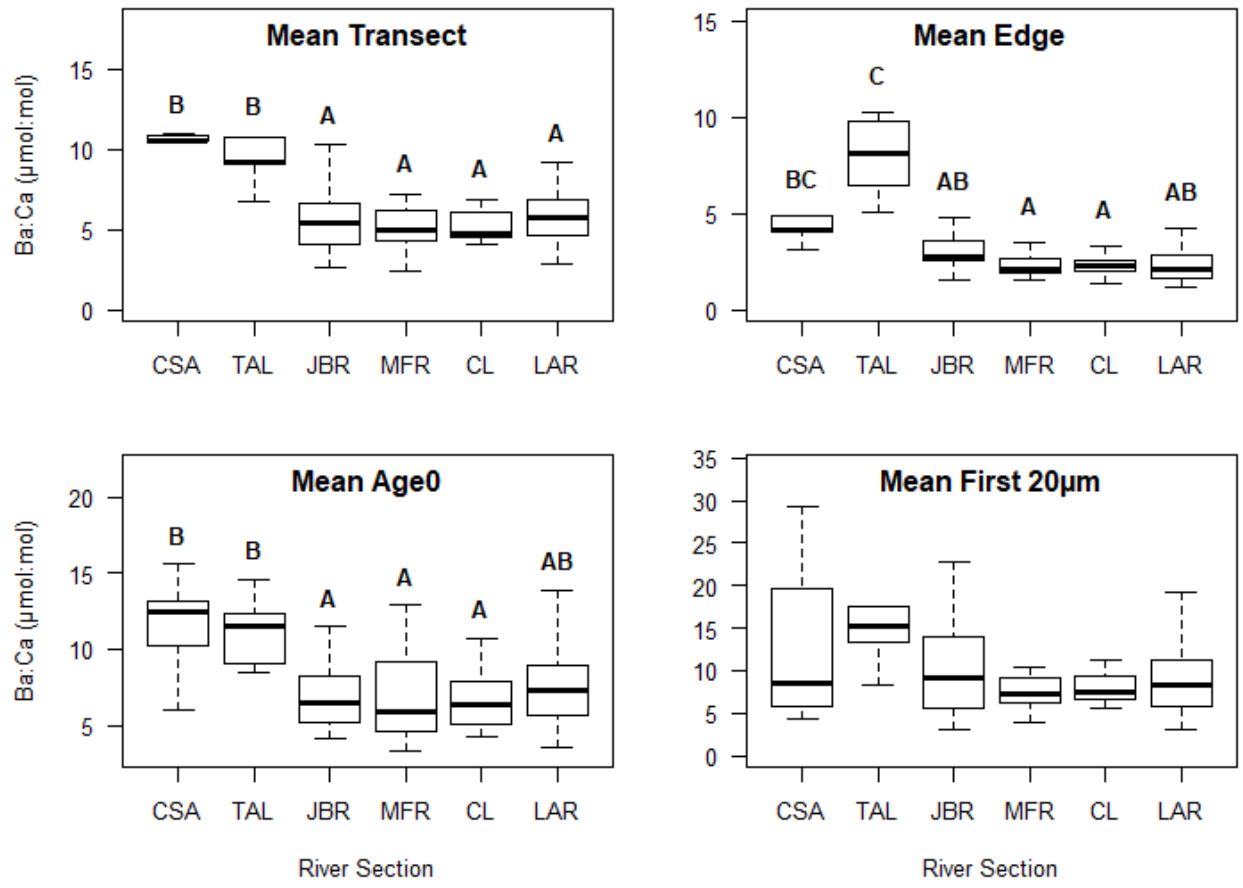 Mean Transect
Ba:Ca (µmol:mol)
15
10
5
0
B B A A A A
CSA TAL JBR MFR CL LAR
Mean Edge
15
10
5
0
BC C AB A A AB
CSA TAL JBR MFR CL LAR
Mean Age0
Ba:Ca (µmol:mol)
20
15
10
5
B B A A A AB
CSA TAL JBR MFR CL LAR
River Section
Mean First 20µm
35
30
25
20
15
10
5
0
CSA TAL JBR MFR CL LAR
River Section